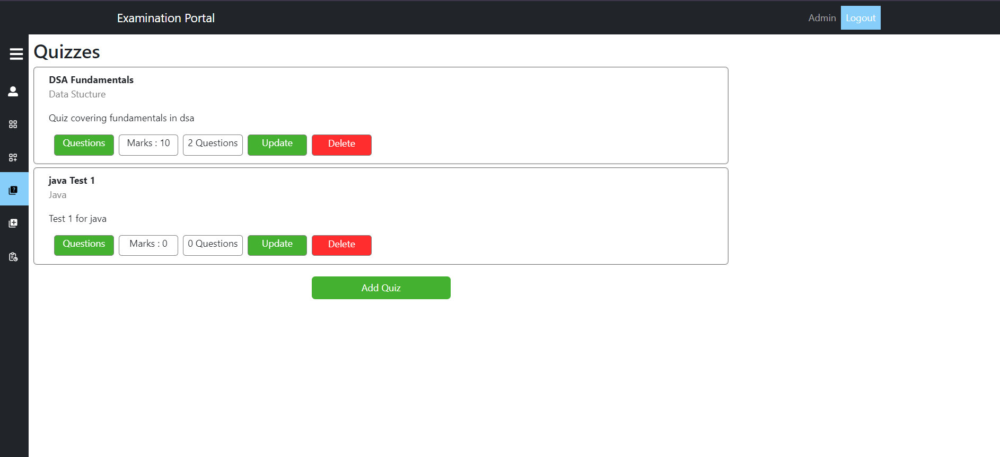 Examination Portal Admin Logout
Quizzes
DSA Fundamentals
Data Stucture
Quiz covering fundamentals in dsa
Questions Marks : 10 2 Questions Update Delete
java Test 1
Java
Test 1 for java
Questions Marks : 0 0 Questions Update Delete
Add Quiz